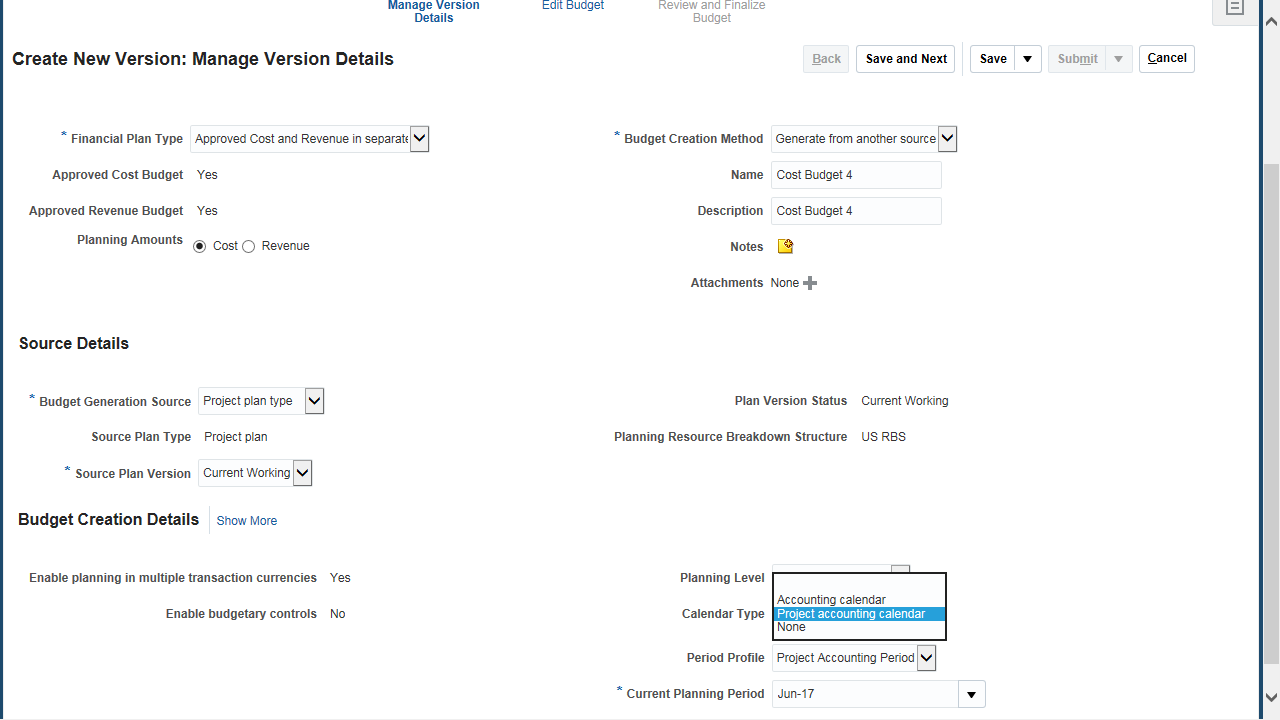 Manage Version
Details
Edit Budget
Review and Finalize
Budget
Create New Version: Manage Version Details
Back
Save and Next
Save
Submit
Cancel
* Financial Plan Type
Approved Cost and Revenue in separate
* Budget Creation Method
Generate from another source
Approved Cost Budget
Yes
Name
Cost Budget 4
Approved Revenue Budget
Yes
Description
Cost Budget 4
Planning Amounts
Cost
Revenue
Notes
Attachments
None
Source Details
* Budget Generation Source
Project plan type
Plan Version Status
Current Working
Source Plan Type
Project plan
Planning Resource Breakdown Structure
US RBS
* Source Plan Version
Current Working
Budget Creation Details
Show More
Enable planning in multiple transaction currencies
Yes
Planning Level
Enable budgetary controls
No
Calendar Type
Accounting calendar
Project accounting calendar
None
Period Profile
Project Accounting Period
* Current Planning Period
Jun-17